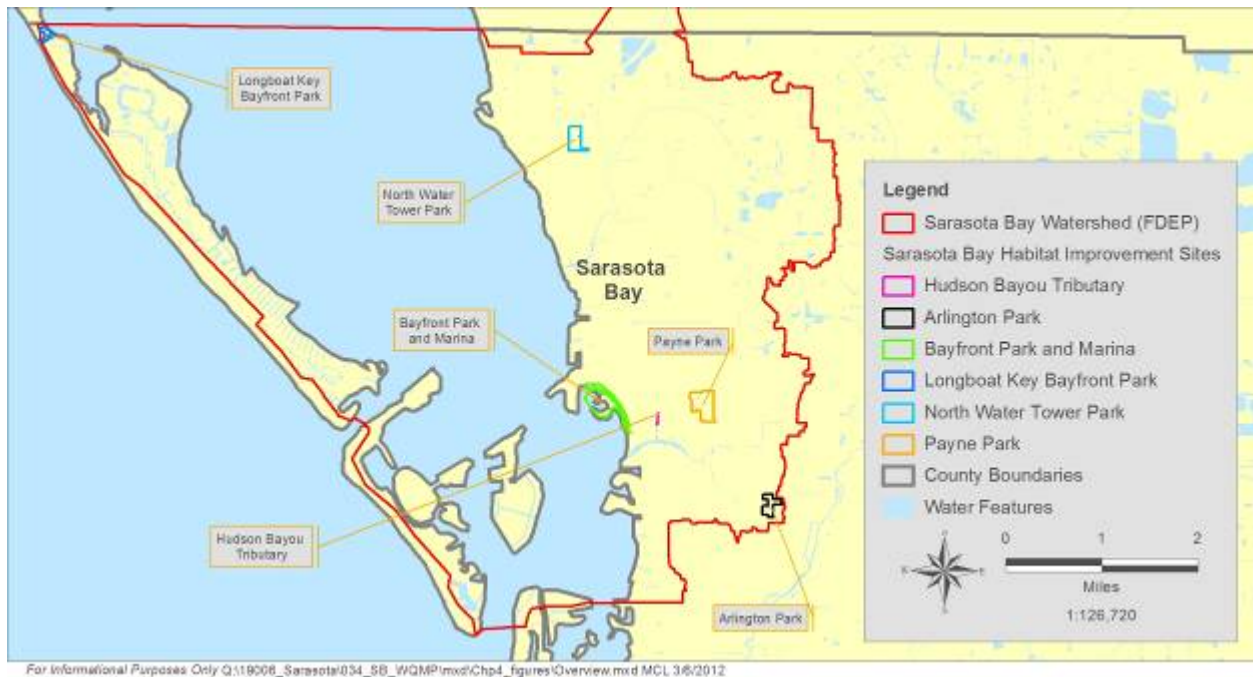 Longboat Key
Bayfront Park
North Water
Tower Park
Sarasota
Bay
Bayfront Park
and Marina
Payne Park
Hudson Bayou
Tributary
Arlington Park
Legend
Sarasota Bay Watershed (FDEP)
Sarasota Bay Habitat Improvement Sites
Hudson Bayou Tributary
Arlington Park
Bayfront Park and Marina
Longboat Key Bayfront Park
North Water Tower Park
Payne Park
County Boundaries
Water Features
0 1 2
Miles
1:126,720
For Informational Purposes Only Q:\19006_Sarasota\034_SB_WQMP\mxd\Chp4_figures\Overview.mxd MCL 3/6/2012